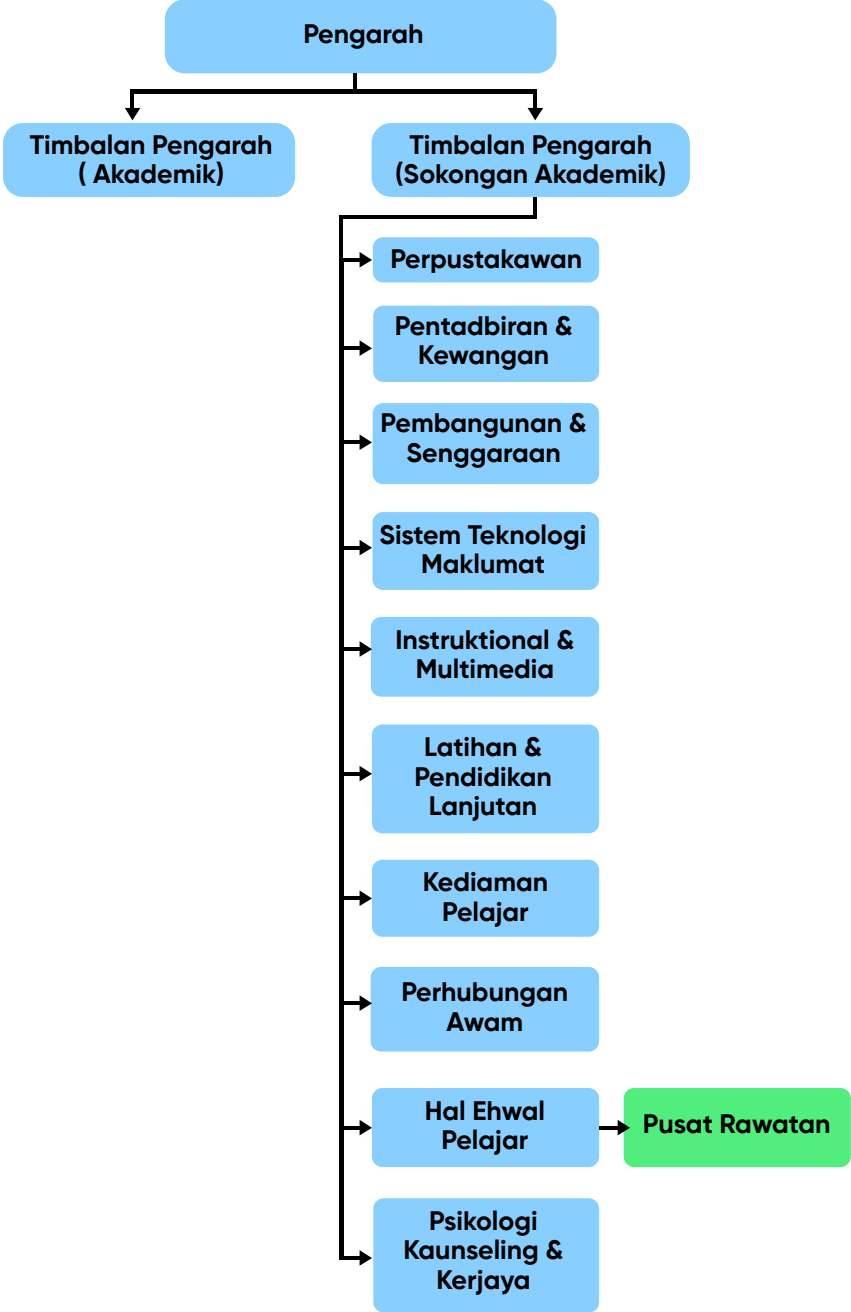 Pengarah
Timbalan Pengarah
( Akademik)
Timbalan Pengarah
(Sokongan Akademik)
Perpustakawan
Pentadbiran &
Kewangan
Pembangunan &
Senggaraan
Sistem Teknologi
Maklumat
Instruktional &
Multimedia
Latihan &
Pendidikan
Lanjutan
Kediaman
Pelajar
Perhubungan
Awam
Hal Ehwal
Pelajar
Pusat Rawatan
Psikologi
Kaunseling &
Kerjaya